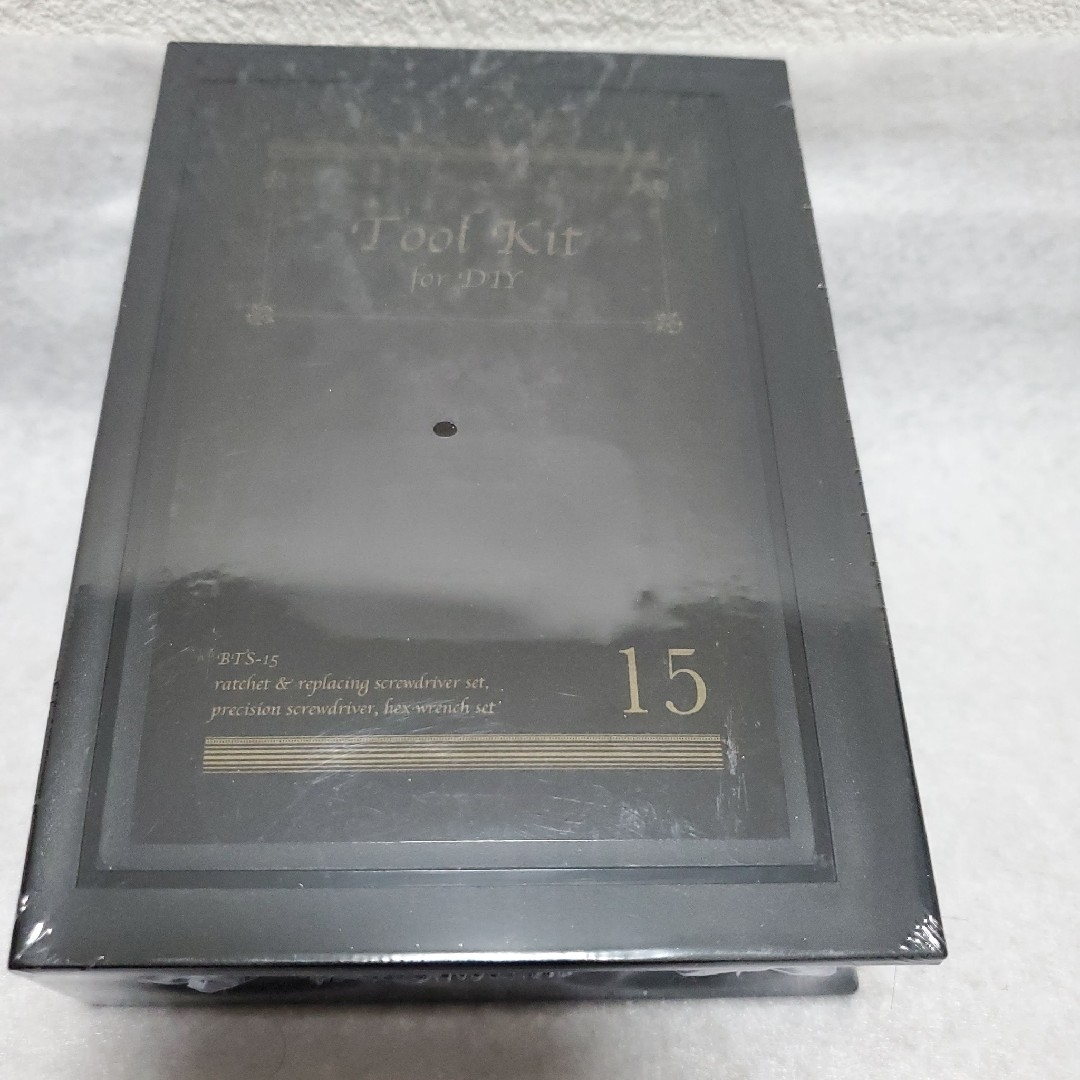 Tool Kit
for DIY
BTS-15
ratchet & replacing screwdriver set,
precision screwdriver, hex wrench set
15